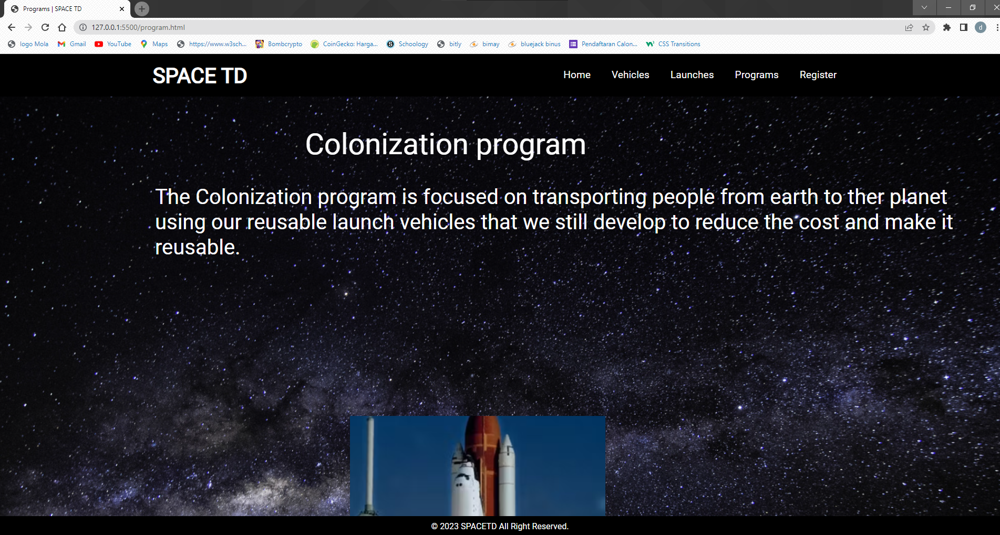 Programs | SPACE TD
127.0.0.1:5500/program.html
d
logo Mola Gmail YouTube Maps https://www.w3sch... Bombcrypto CoinGecko: Harga... Schoology bitly bimay bluejack binus Pendaftaran Calon... CSS Transitions
SPACE TD Home Vehicles Launches Programs Register
Colonization program
The Colonization program is focused on transporting people from earth to ther planet
using our reusable launch vehicles that we still develop to reduce the cost and make it
reusable.
© 2023 SPACETD All Right Reserved.